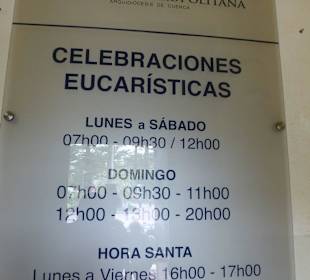 ARQUIDIÓCESIS DE CUENCA
CELEBRACIONES
EUCARÍSTICAS
LUNES a SÁBADO
07h00 - 09h30 / 12h00
DOMINGO
07h00 - 09h30 - 11h00
12h00 - - 20h00
HORA SANTA
Lunes a Viernes 16h00 - 17h00